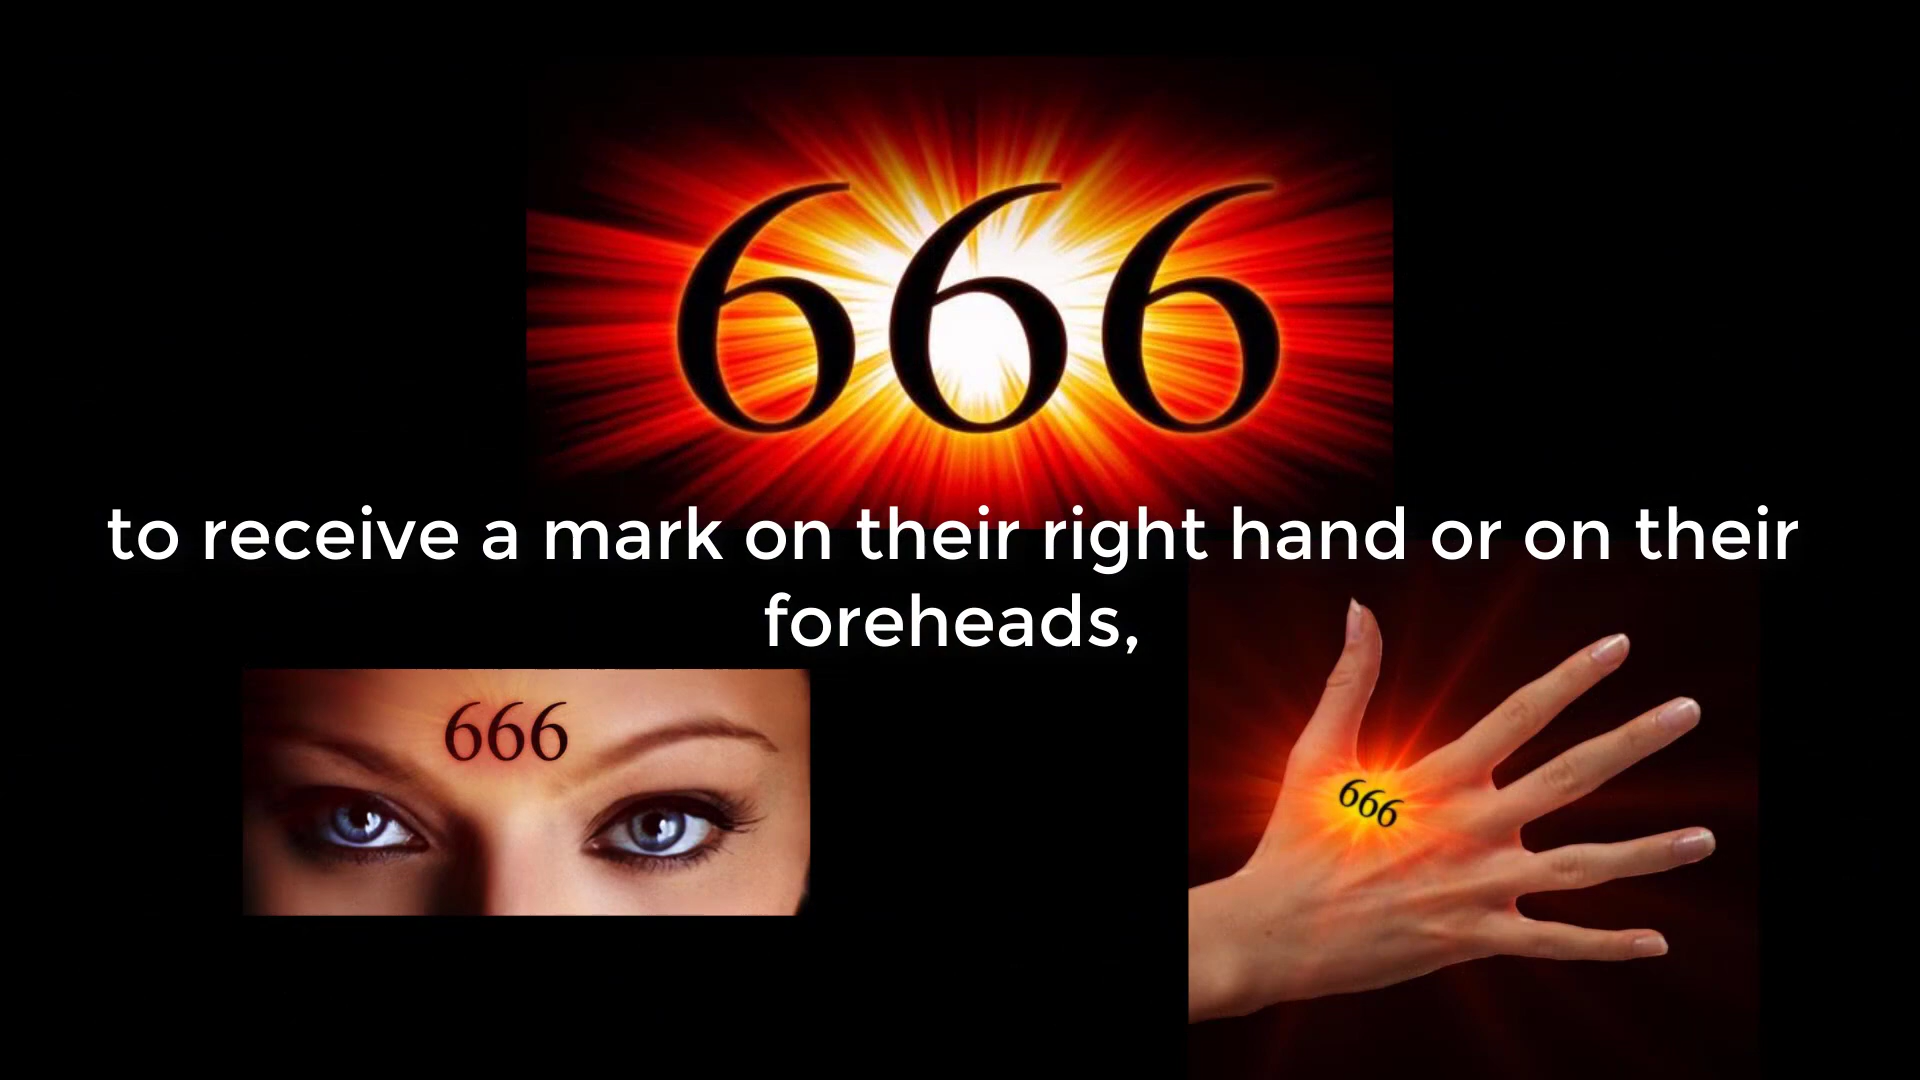 666
to receive a mark on their right hand or on their
foreheads,
666
666